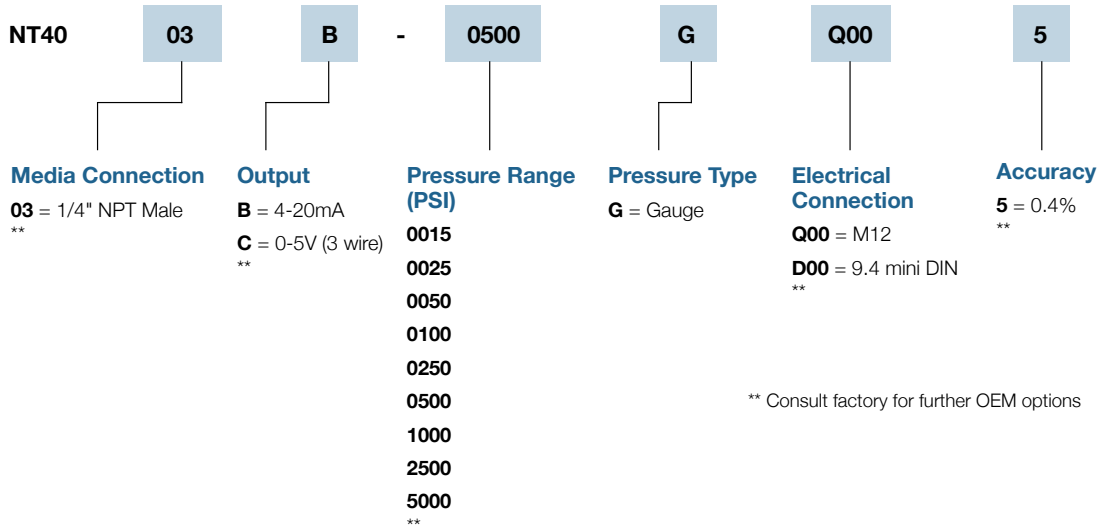 NT40 03 B - 0500 G Q00 5
Media Connection
03 = 1/4" NPT Male
**
Output
B = 4-20mA
C = 0-5V (3 wire)
**
Pressure Range
(PSI)
0015
0025
0050
0100
0250
0500
1000
2500
5000
**
Pressure Type
G = Gauge
Electrical
Connection
Q00 = M12
D00 = 9.4 mini DIN
**
Accuracy
5 = 0.4%
**
** Consult factory for further OEM options